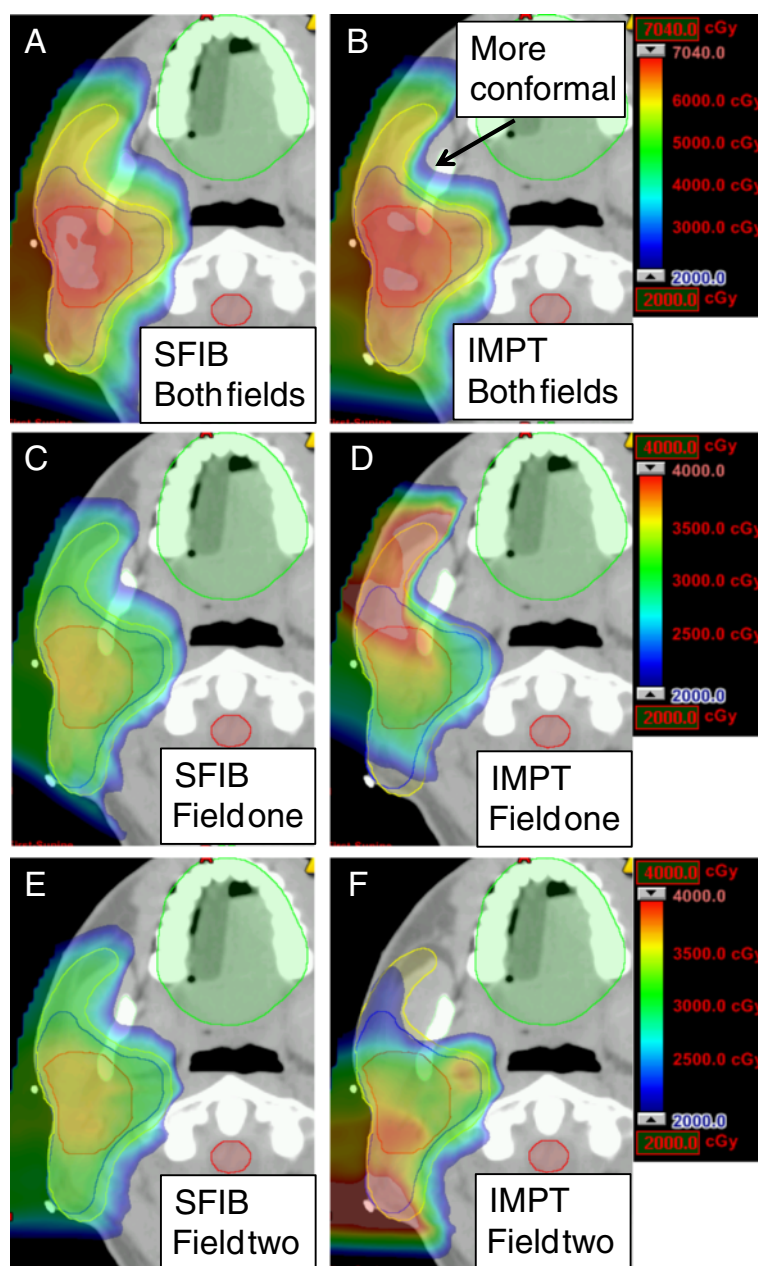 A
B
More
conformal
SFIB
Both fields
IMPT
Both fields
7040.0 cGy
7040.0
6000.0 cGy
5000.0 cGy
4000.0 cGy
3000.0 cGy
2000.0
2000.0 cGy
C
D
SFIB
Field one
IMPT
Field one
4000.0 cGy
4000.0
3500.0 cGy
3000.0 cGy
2500.0 cGy
2000.0
2000.0 cGy
E
F
SFIB
Field two
IMPT
Field two
4000.0 cGy
4000.0
3500.0 cGy
3000.0 cGy
2500.0 cGy
2000.0
2000.0 cGy